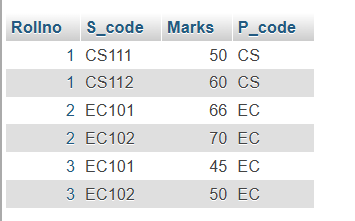 Rollno S_code Marks P_code
1 CS111 50 CS
1 CS112 60 CS
2 EC101 66 EC
2 EC102 70 EC
3 EC101 45 EC
3 EC102 50 EC